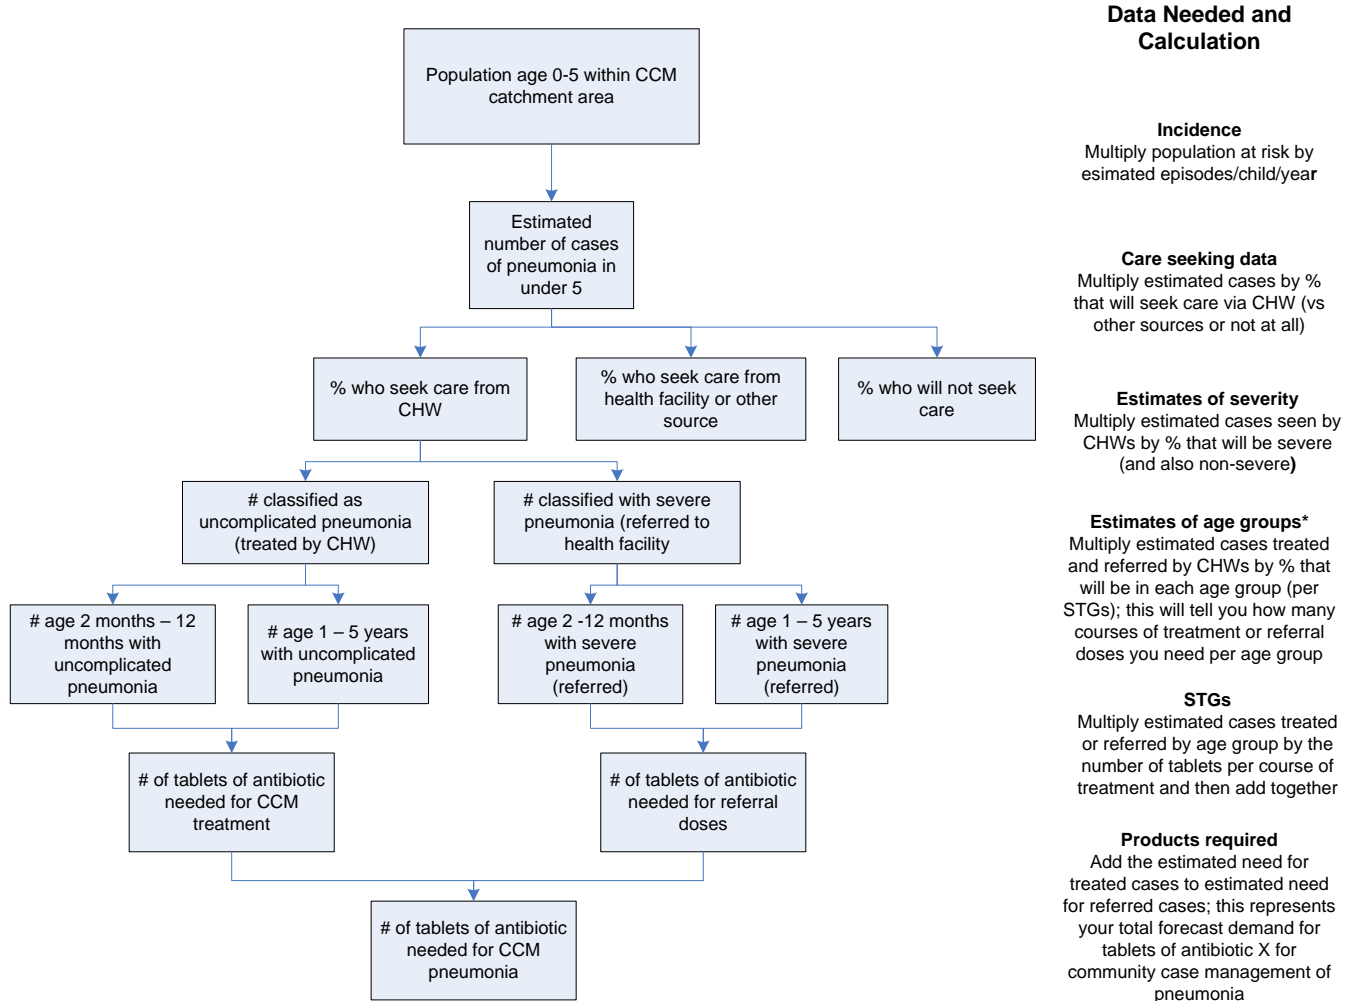 Data Needed and
Calculation
Population age 0-5 within CCM
catchment area
Incidence
Multiply population at risk by
esimated episodes/child/year
Estimated
number of cases
of pneumonia in
under 5
Care seeking data
Multiply estimated cases by %
that will seek care via CHW (vs
other sources or not at all)
% who seek care from
CHW
% who seek care from
health facility or other
source
% who will not seek
care
Estimates of severity
Multiply estimated cases seen by
CHWs by % that will be severe
(and also non-severe)
# classified as
uncomplicated pneumonia
(treated by CHW)
# classified with severe
pneumonia (referred to
health facility
Estimates of age groups*
Multiply estimated cases treated
and referred by CHWs by % that
will be in each age group (per
STGs); this will tell you how many
courses of treatment or referral
doses you need per age group
# age 2 months – 12
months with
uncomplicated
pneumonia
# age 1 – 5 years
with uncomplicated
pneumonia
# age 2 -12 months
with severe
pneumonia
(referred)
# age 1 – 5 years
with severe
pneumonia
(referred)
STGs
Multiply estimated cases treated
or referred by age group by the
number of tablets per course of
treatment and then add together
# of tablets of antibiotic
needed for CCM
treatment
# of tablets of antibiotic
needed for referral
doses
Products required
Add the estimated need for
treated cases to estimated need
for referred cases; this represents
your total forecast demand for
tablets of antibiotic X for
community case management of
pneumonia
# of tablets of antibiotic
needed for CCM
pneumonia